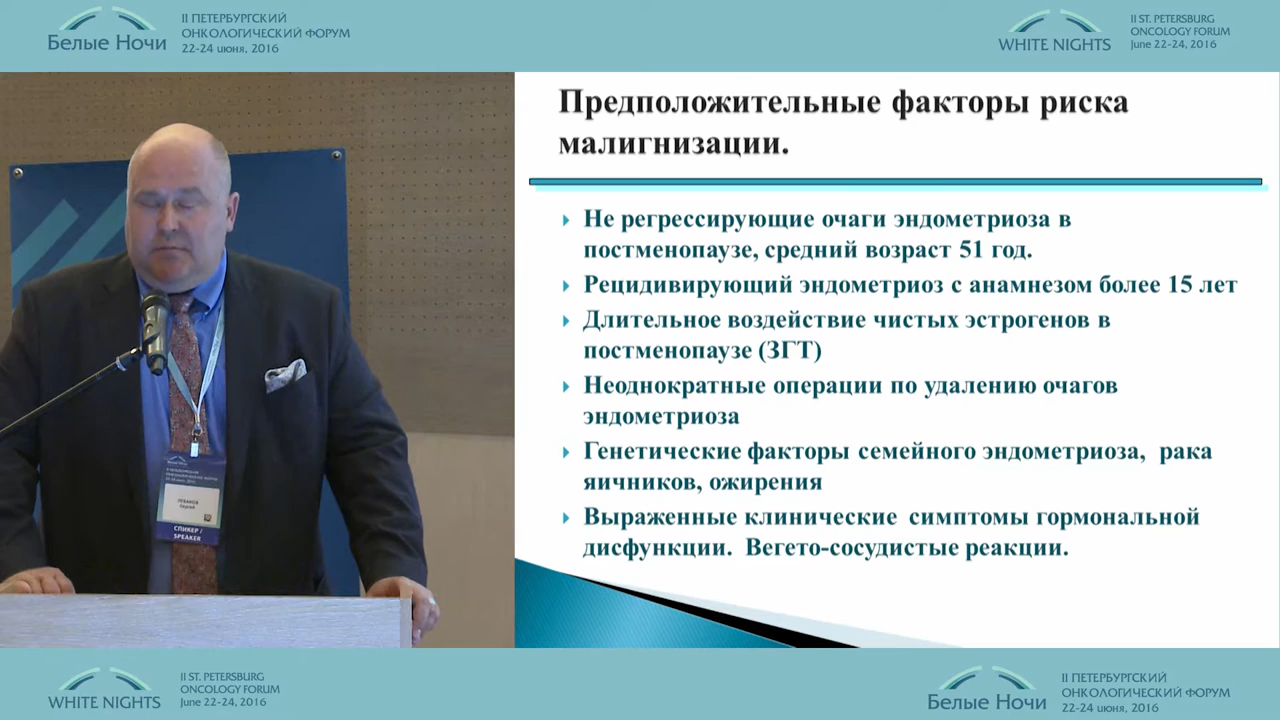 II ПЕТЕРБУРГСКИЙ
ОНКОЛОГИЧЕСКИЙ ФОРУМ
Белые Ночи
22-24 июня, 2016
II ST. PETERSBURG
ONCOLOGY FORUM
WHITE NIGHTS
June 22-24, 2016
Предположительные факторы риска
малигнизации.
Не регрессирующие очаги эндометриоза в
постменопаузе, средний возраст 51 год.
Рецидивирующий эндометриоз с анамнезом более 15 лет
Длительное воздействие чистых эстрогенов в
постменопаузе (ЗГТ)
Неоднократные операции по удалению очагов
эндометриоза
Генетические факторы семейного эндометриоза, рака
яичников, ожирения
Выраженные клинические симптомы гормональной
дисфункции. Вегето-сосудистые реакции.
СПИКЕР /
SPEAKER
II ST. PETERSBURG
ONCOLOGY FORUM
WHITE NIGHTS
June 22-24, 2016
II ПЕТЕРБУРГСКИЙ
ОНКОЛОГИЧЕСКИЙ ФОРУМ
Белые Ночи
22-24 июня, 2016